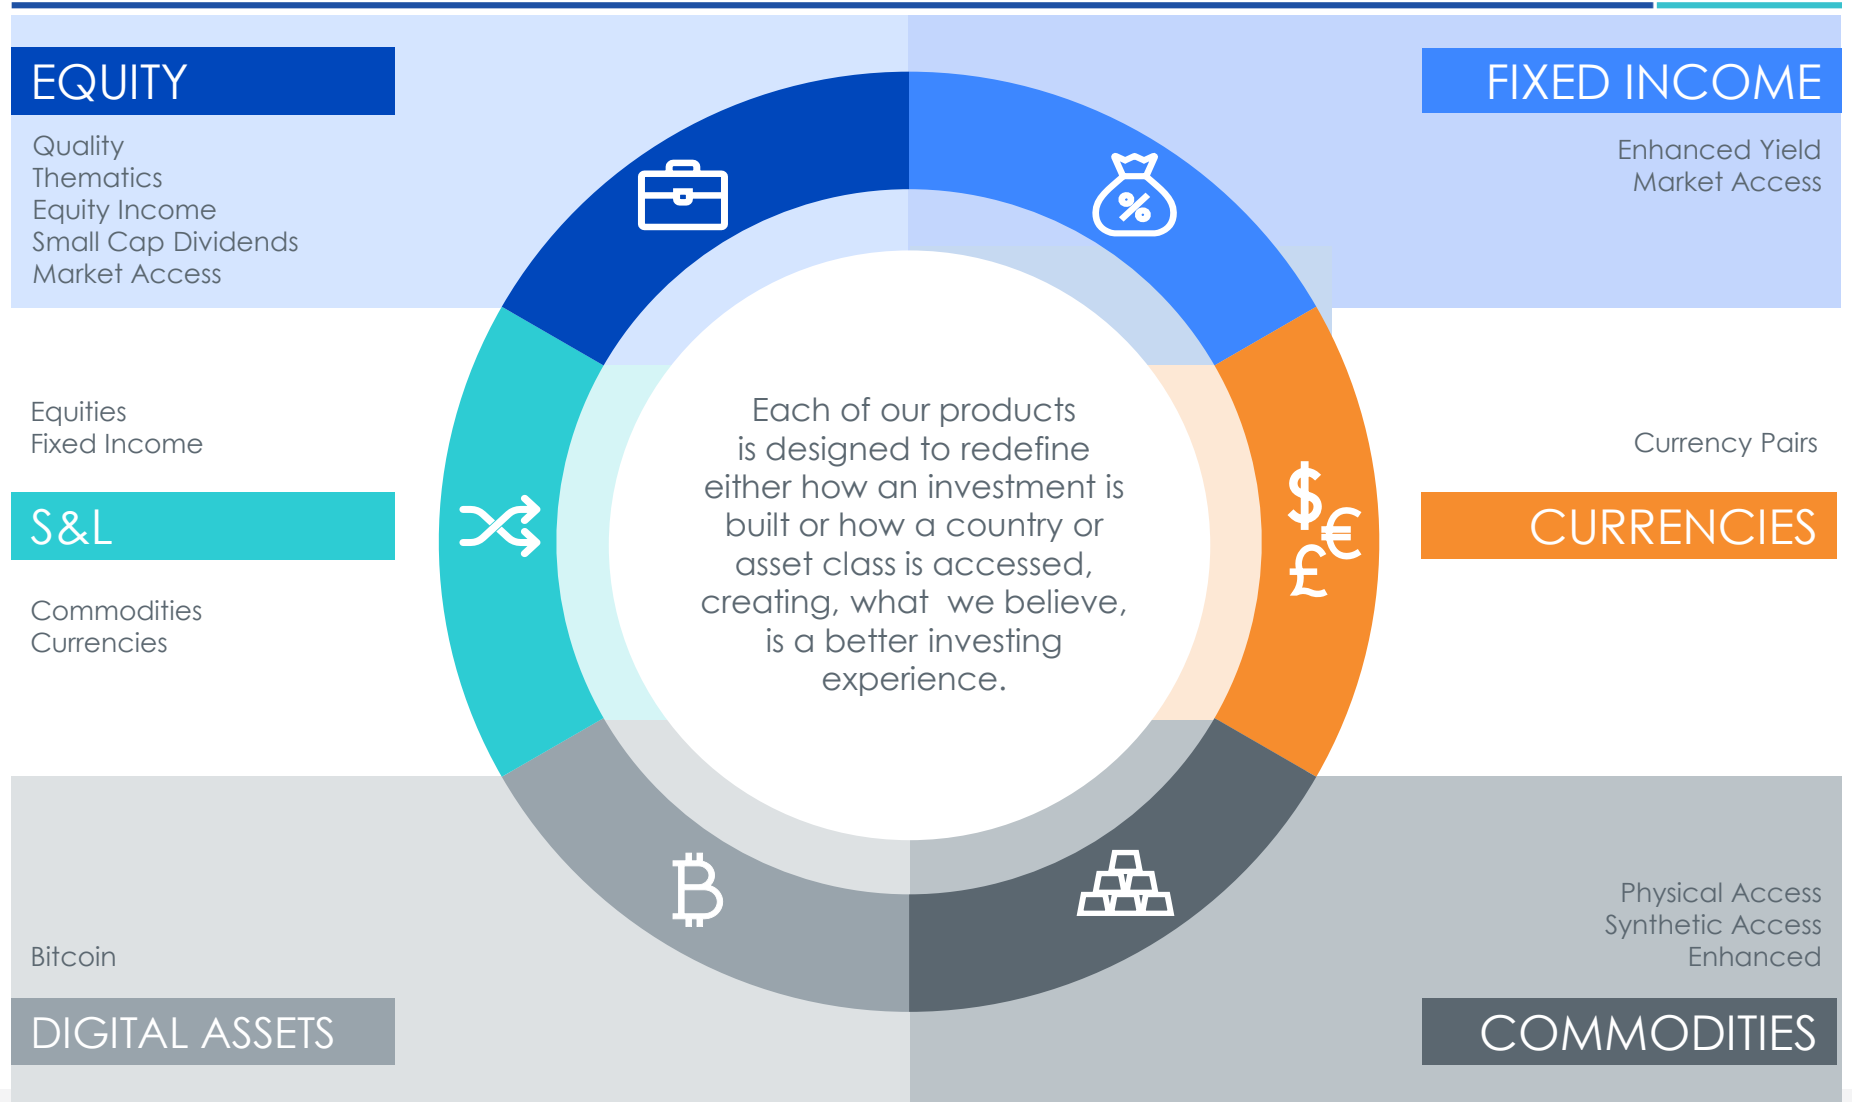 EQUITY
Quality
Thematics
Equity Income
Small Cap Dividends
Market Access
FIXED INCOME
Enhanced Yield
Market Access
Equities
Fixed Income
S&L
Commodities
Currencies
Each of our products
is designed to redefine
either how an investment is
built or how a country or
asset class is accessed,
creating, what  we believe,
is a better investing
experience.
Currency Pairs
CURRENCIES
Bitcoin
DIGITAL ASSETS
Physical Access
Synthetic Access
Enhanced
COMMODITIES
%
$
€
£